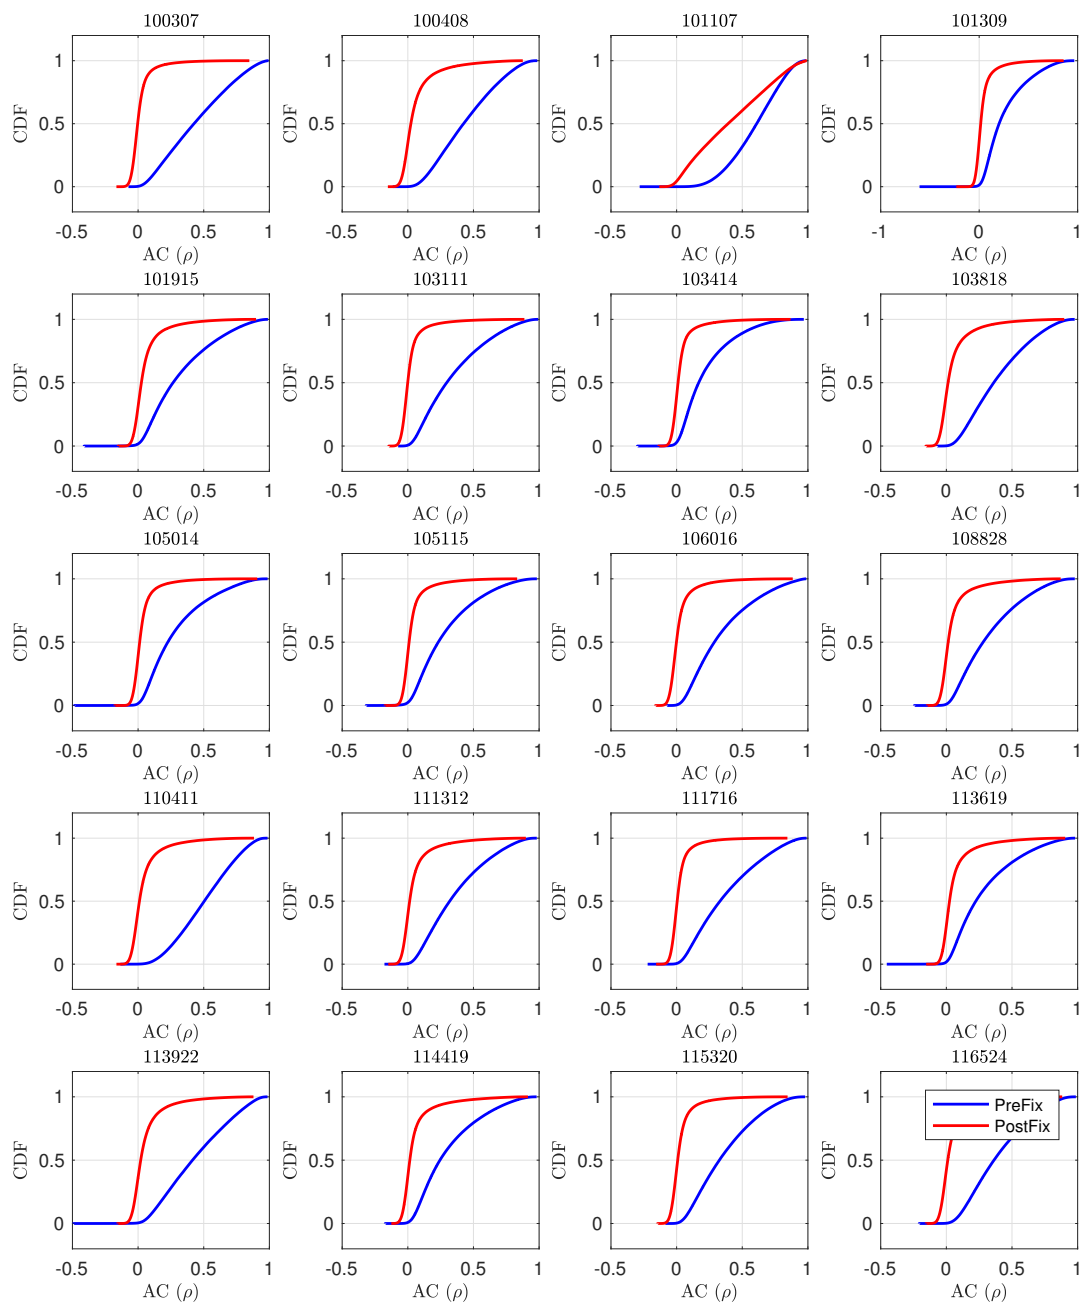 100307 100408 101107 101309
1 1 1 1
CDF CDF CDF CDF
0.5 0.5 0.5 0.5
0 0 0 0
-0.5 0 0.5 1 -0.5 0 0.5 1 -0.5 0 0.5 1 -1 0 1
AC (ρ) AC (ρ) AC (ρ) AC (ρ)
101915 103111 103414 103818
1 1 1 1
CDF CDF CDF CDF
0.5 0.5 0.5 0.5
0 0 0 0
-0.5 0 0.5 1 -0.5 0 0.5 1 -0.5 0 0.5 1 -0.5 0 0.5 1
AC (ρ) AC (ρ) AC (ρ) AC (ρ)
105014 105115 106016 108828
1 1 1 1
CDF CDF CDF CDF
0.5 0.5 0.5 0.5
0 0 0 0
-0.5 0 0.5 1 -0.5 0 0.5 1 -0.5 0 0.5 1 -0.5 0 0.5 1
AC (ρ) AC (ρ) AC (ρ) AC (ρ)
110411 111312 111716 113619
1 1 1 1
CDF CDF CDF CDF
0.5 0.5 0.5 0.5
0 0 0 0
-0.5 0 0.5 1 -0.5 0 0.5 1 -0.5 0 0.5 1 -0.5 0 0.5 1
AC (ρ) AC (ρ) AC (ρ) AC (ρ)
113922 114419 115320 116524
1 1 1 1
PreFix
PostFix
CDF CDF CDF CDF
0.5 0.5 0.5 0.5
0 0 0 0
-0.5 0 0.5 1 -0.5 0 0.5 1 -0.5 0 0.5 1 -0.5 0 0.5 1
AC (ρ) AC (ρ) AC (ρ) AC (ρ)